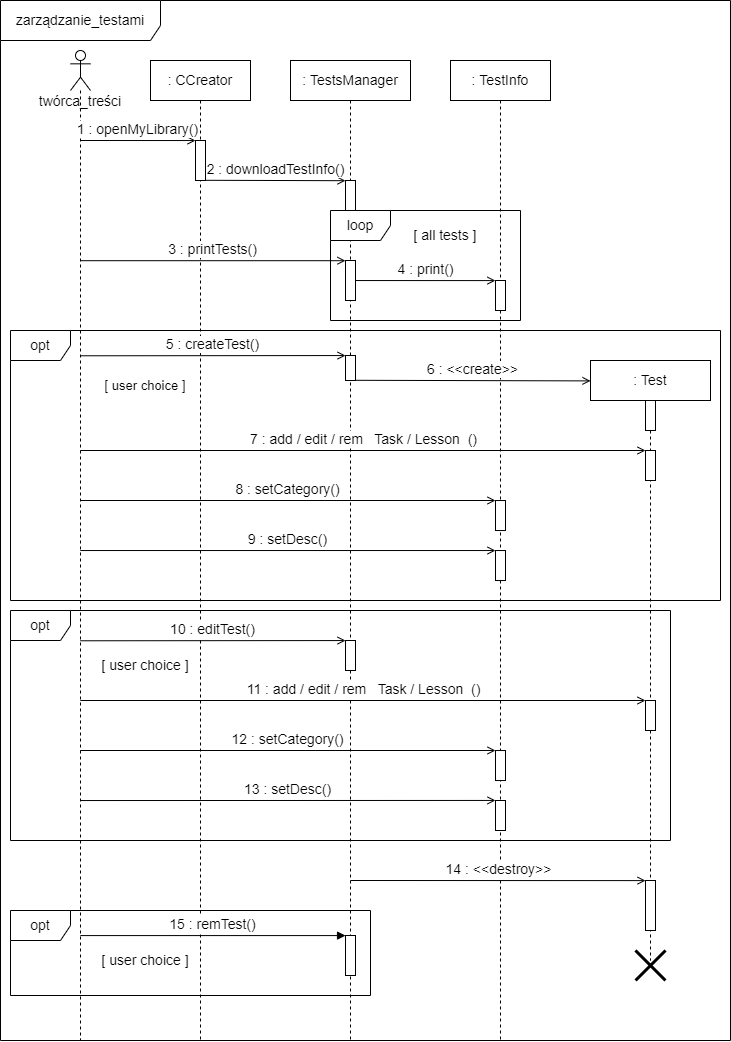 zarządzanie_testami
twórca_treści
: CCreator
: TestsManager
: TestInfo
1 : openMyLibrary()
2 : downloadTestInfo()
loop
[ all tests ]
3 : printTests()
4 : print()
opt
5 : createTest()
6 : <<create>>
: Test
[ user choice ]
7 : add / edit / rem Task / Lesson ()
8 : setCategory()
9 : setDesc()
opt
10 : editTest()
[ user choice ]
11 : add / edit / rem Task / Lesson ()
12 : setCategory()
13 : setDesc()
14 : <<destroy>>
opt
15 : remTest()
[ user choice ]